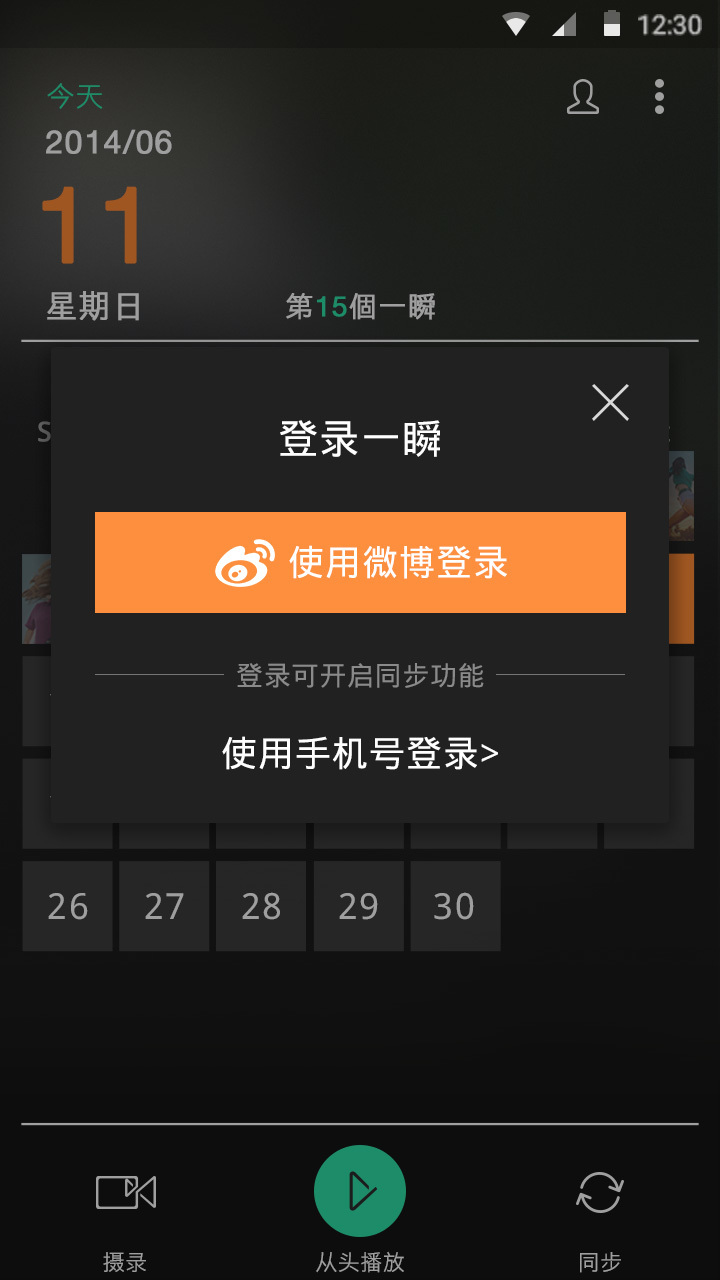 12:30
今天
2014/06
11
星期日
第15個一瞬
S
登录一瞬
使用微博登录
登录可开启同步功能
使用手机号登录>
26 27 28 29 30
摄录 从头播放 同步